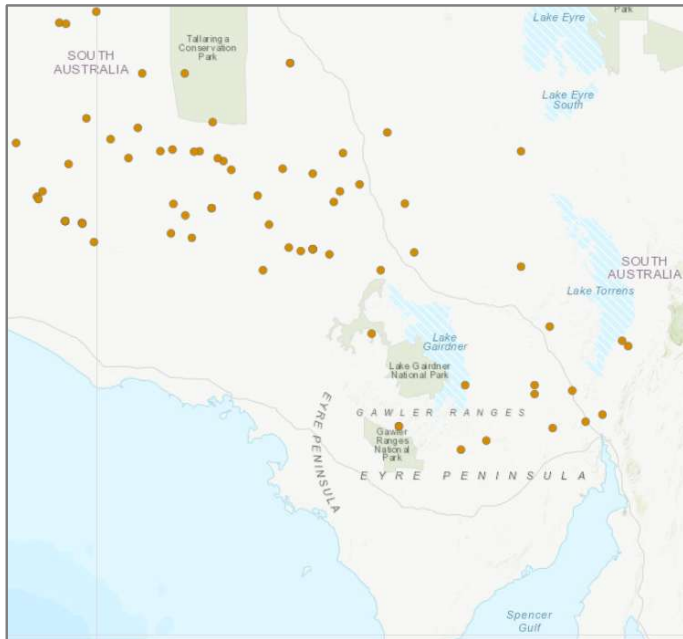 Park
Lake Eyre
Tallaringa
Conservation
Park
SOUTH
AUSTRALIA
Lake Eyre
South
SOUTH
AUSTRALIA
Lake Torrens
Lake
Gairdner
Lake Gairdner
National Park
GAWLER RANGES
EYRE PENINSULA
Gawler
Ranges
National
Park
EYRE PENINSULA
Spencer
Gulf